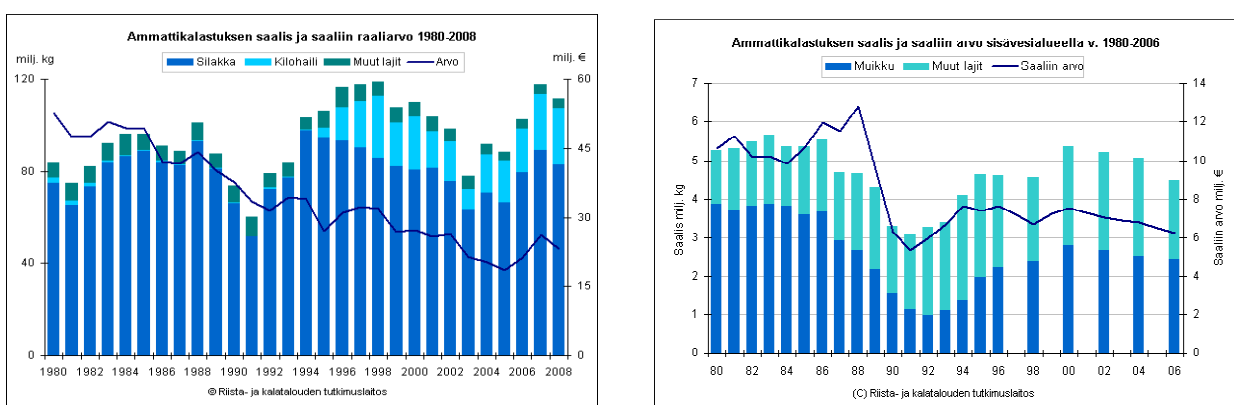 Ammattikalastuksen saalis ja saaliin raaliarvo 1980-2008
milj. kg
milj. €
Silakka Kilohaili Muut lajit Arvo
120
80
40
0
60
45
30
15
0
1980 1982 1984 1986 1988 1990 1992 1994 1996 1998 2000 2002 2004 2006 2008
© Riista- ja kalatalouden tutkimuslaitos
Ammattikalastuksen saalis ja saaliin arvo sisävesialueella v. 1980-2006
Muikku Muut lajit Saaliin arvo
Saalis milj. kg
7
6
5
4
3
2
1
0
14
12
10
8
6
4
2
0
Saaliin arvo milj. €
80 82 84 86 88 90 92 94 96 98 00 02 04 06
(C) Riista- ja kalatalouden tutkimuslaitos